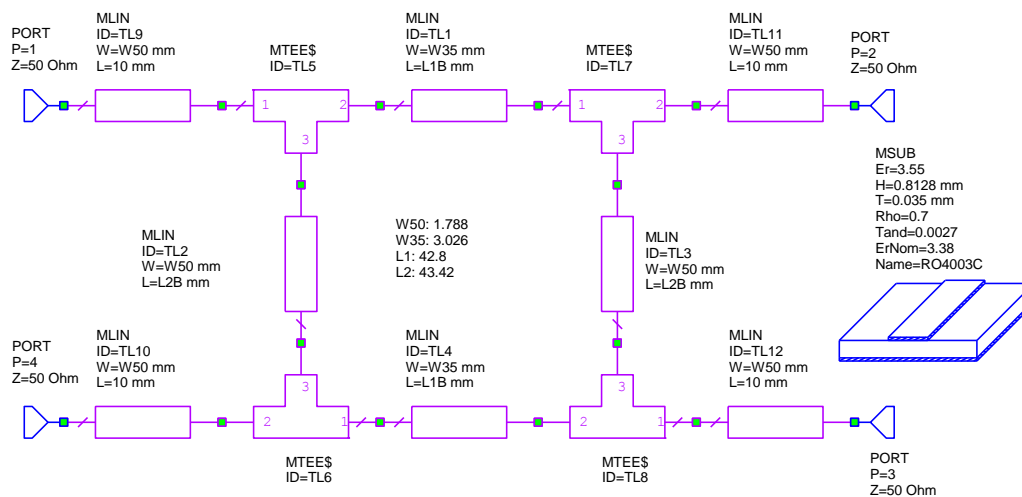 PORT
P=1
Z=50 Ohm
MLIN
ID=TL9
W=W50 mm
L=10 mm
MTEE$
ID=TL5
MLIN
ID=TL1
W=W35 mm
L=L1B mm
MTEE$
ID=TL7
MLIN
ID=TL11
W=W50 mm
L=10 mm
PORT
P=2
Z=50 Ohm
1
2
3
1
2
3
MSUB
Er=3.55
H=0.8128 mm
T=0.035 mm
Rho=0.7
Tand=0.0027
ErNom=3.38
Name=RO4003C
MLIN
ID=TL2
W=W50 mm
L=L2B mm
W50: 1.788
W35: 3.026
L1: 42.8
L2: 43.42
MLIN
ID=TL3
W=W50 mm
L=L2B mm
PORT
P=4
Z=50 Ohm
MLIN
ID=TL10
W=W50 mm
L=10 mm
MLIN
ID=TL4
W=W35 mm
L=L1B mm
MLIN
ID=TL12
W=W50 mm
L=10 mm
3
2
1
3
2
1
MTEE$
ID=TL6
MTEE$
ID=TL8
PORT
P=3
Z=50 Ohm